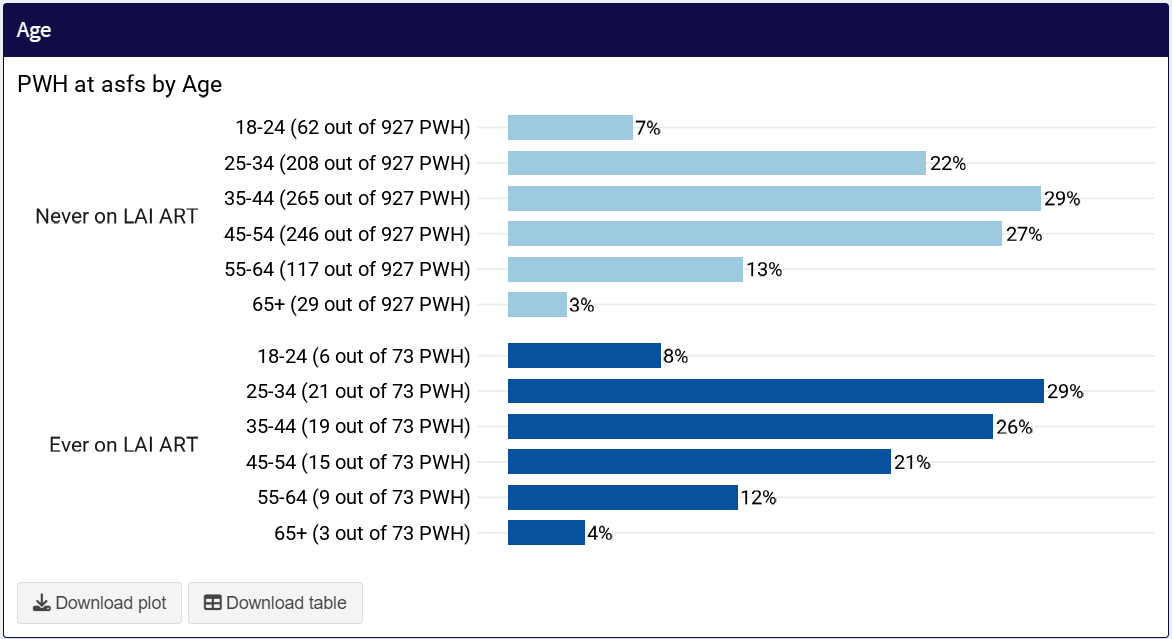 Age
PWH at asfs by Age
Never on LAI ART
18-24 (62 out of 927 PWH) 7%
25-34 (208 out of 927 PWH) 22%
35-44 (265 out of 927 PWH) 29%
45-54 (246 out of 927 PWH) 27%
55-64 (117 out of 927 PWH) 13%
65+ (29 out of 927 PWH) 3%
Ever on LAI ART
18-24 (6 out of 73 PWH) 8%
25-34 (21 out of 73 PWH) 29%
35-44 (19 out of 73 PWH) 26%
45-54 (15 out of 73 PWH) 21%
55-64 (9 out of 73 PWH) 12%
65+ (3 out of 73 PWH) 4%
Download plot
Download table